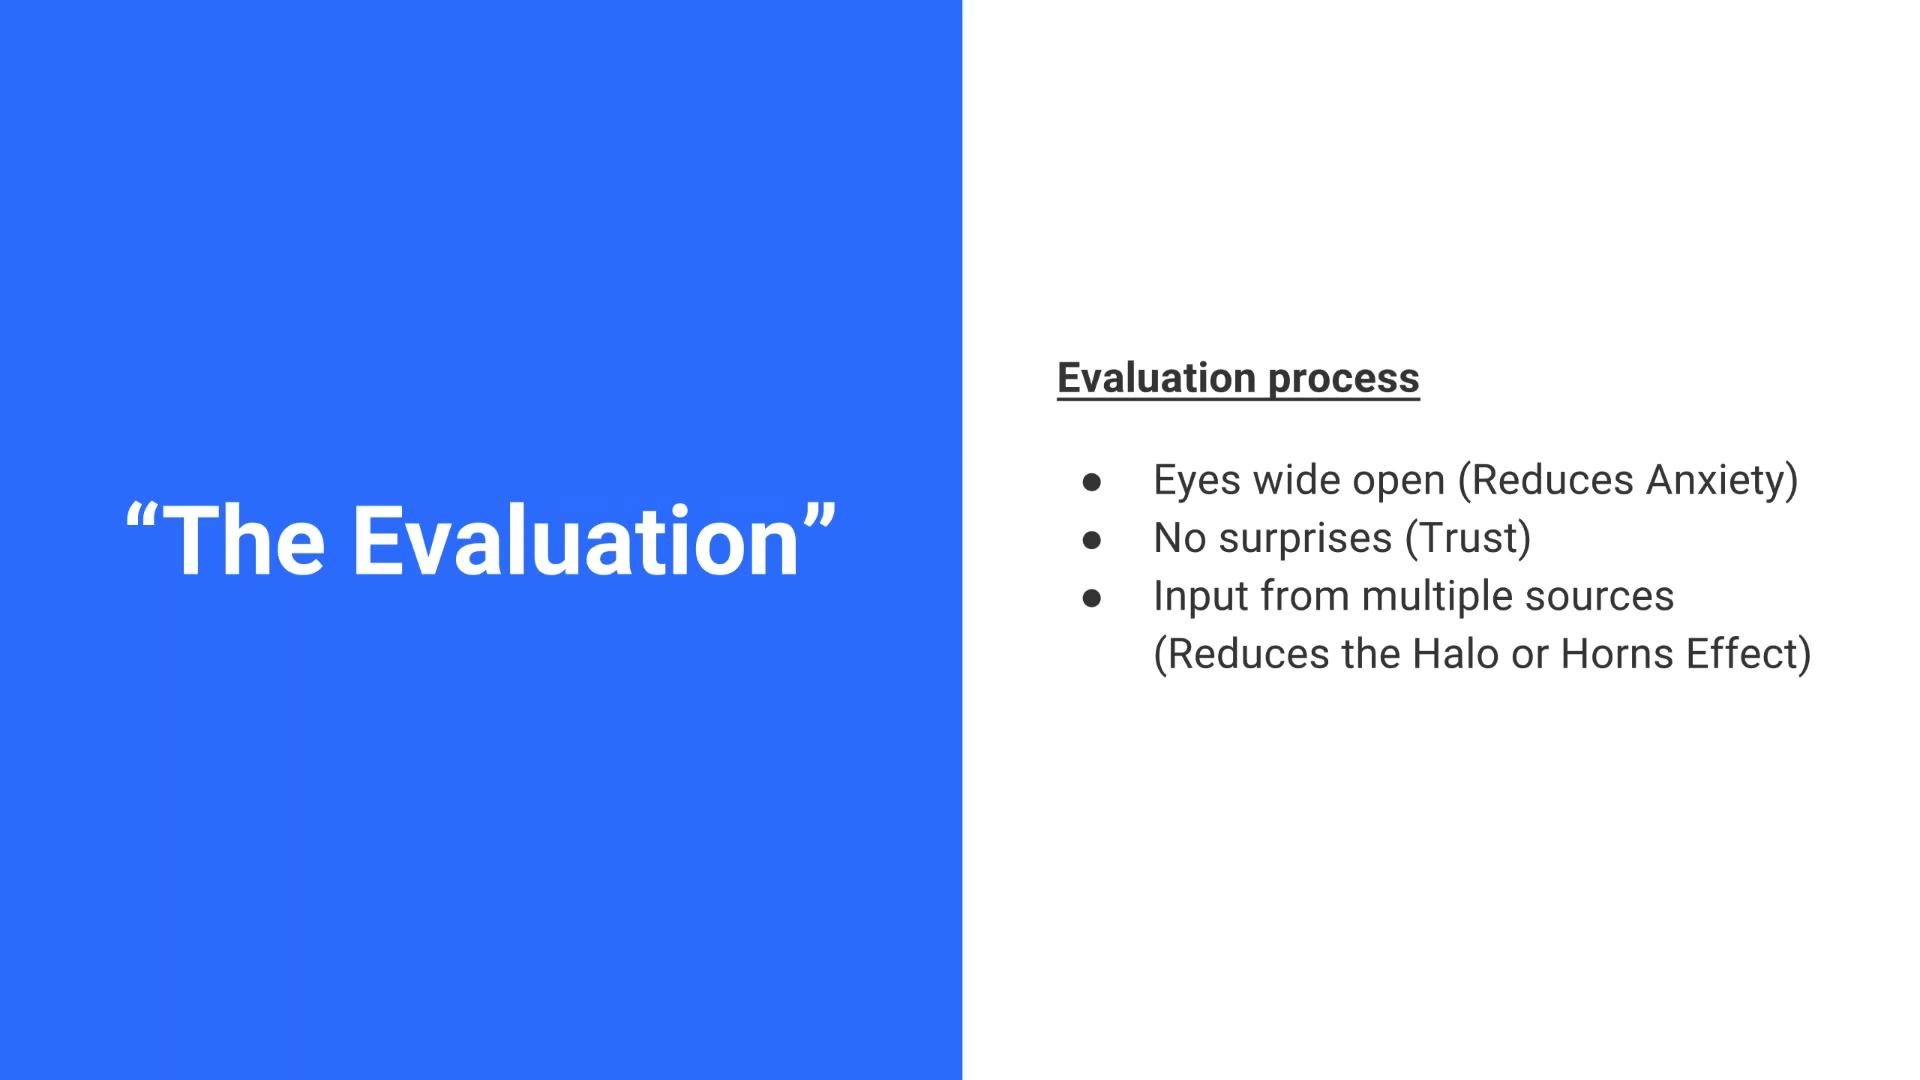 “The Evaluation”
Evaluation process
● Eyes wide open (Reduces Anxiety)
● No surprises (Trust)
● Input from multiple sources
(Reduces the Halo or Horns Effect)